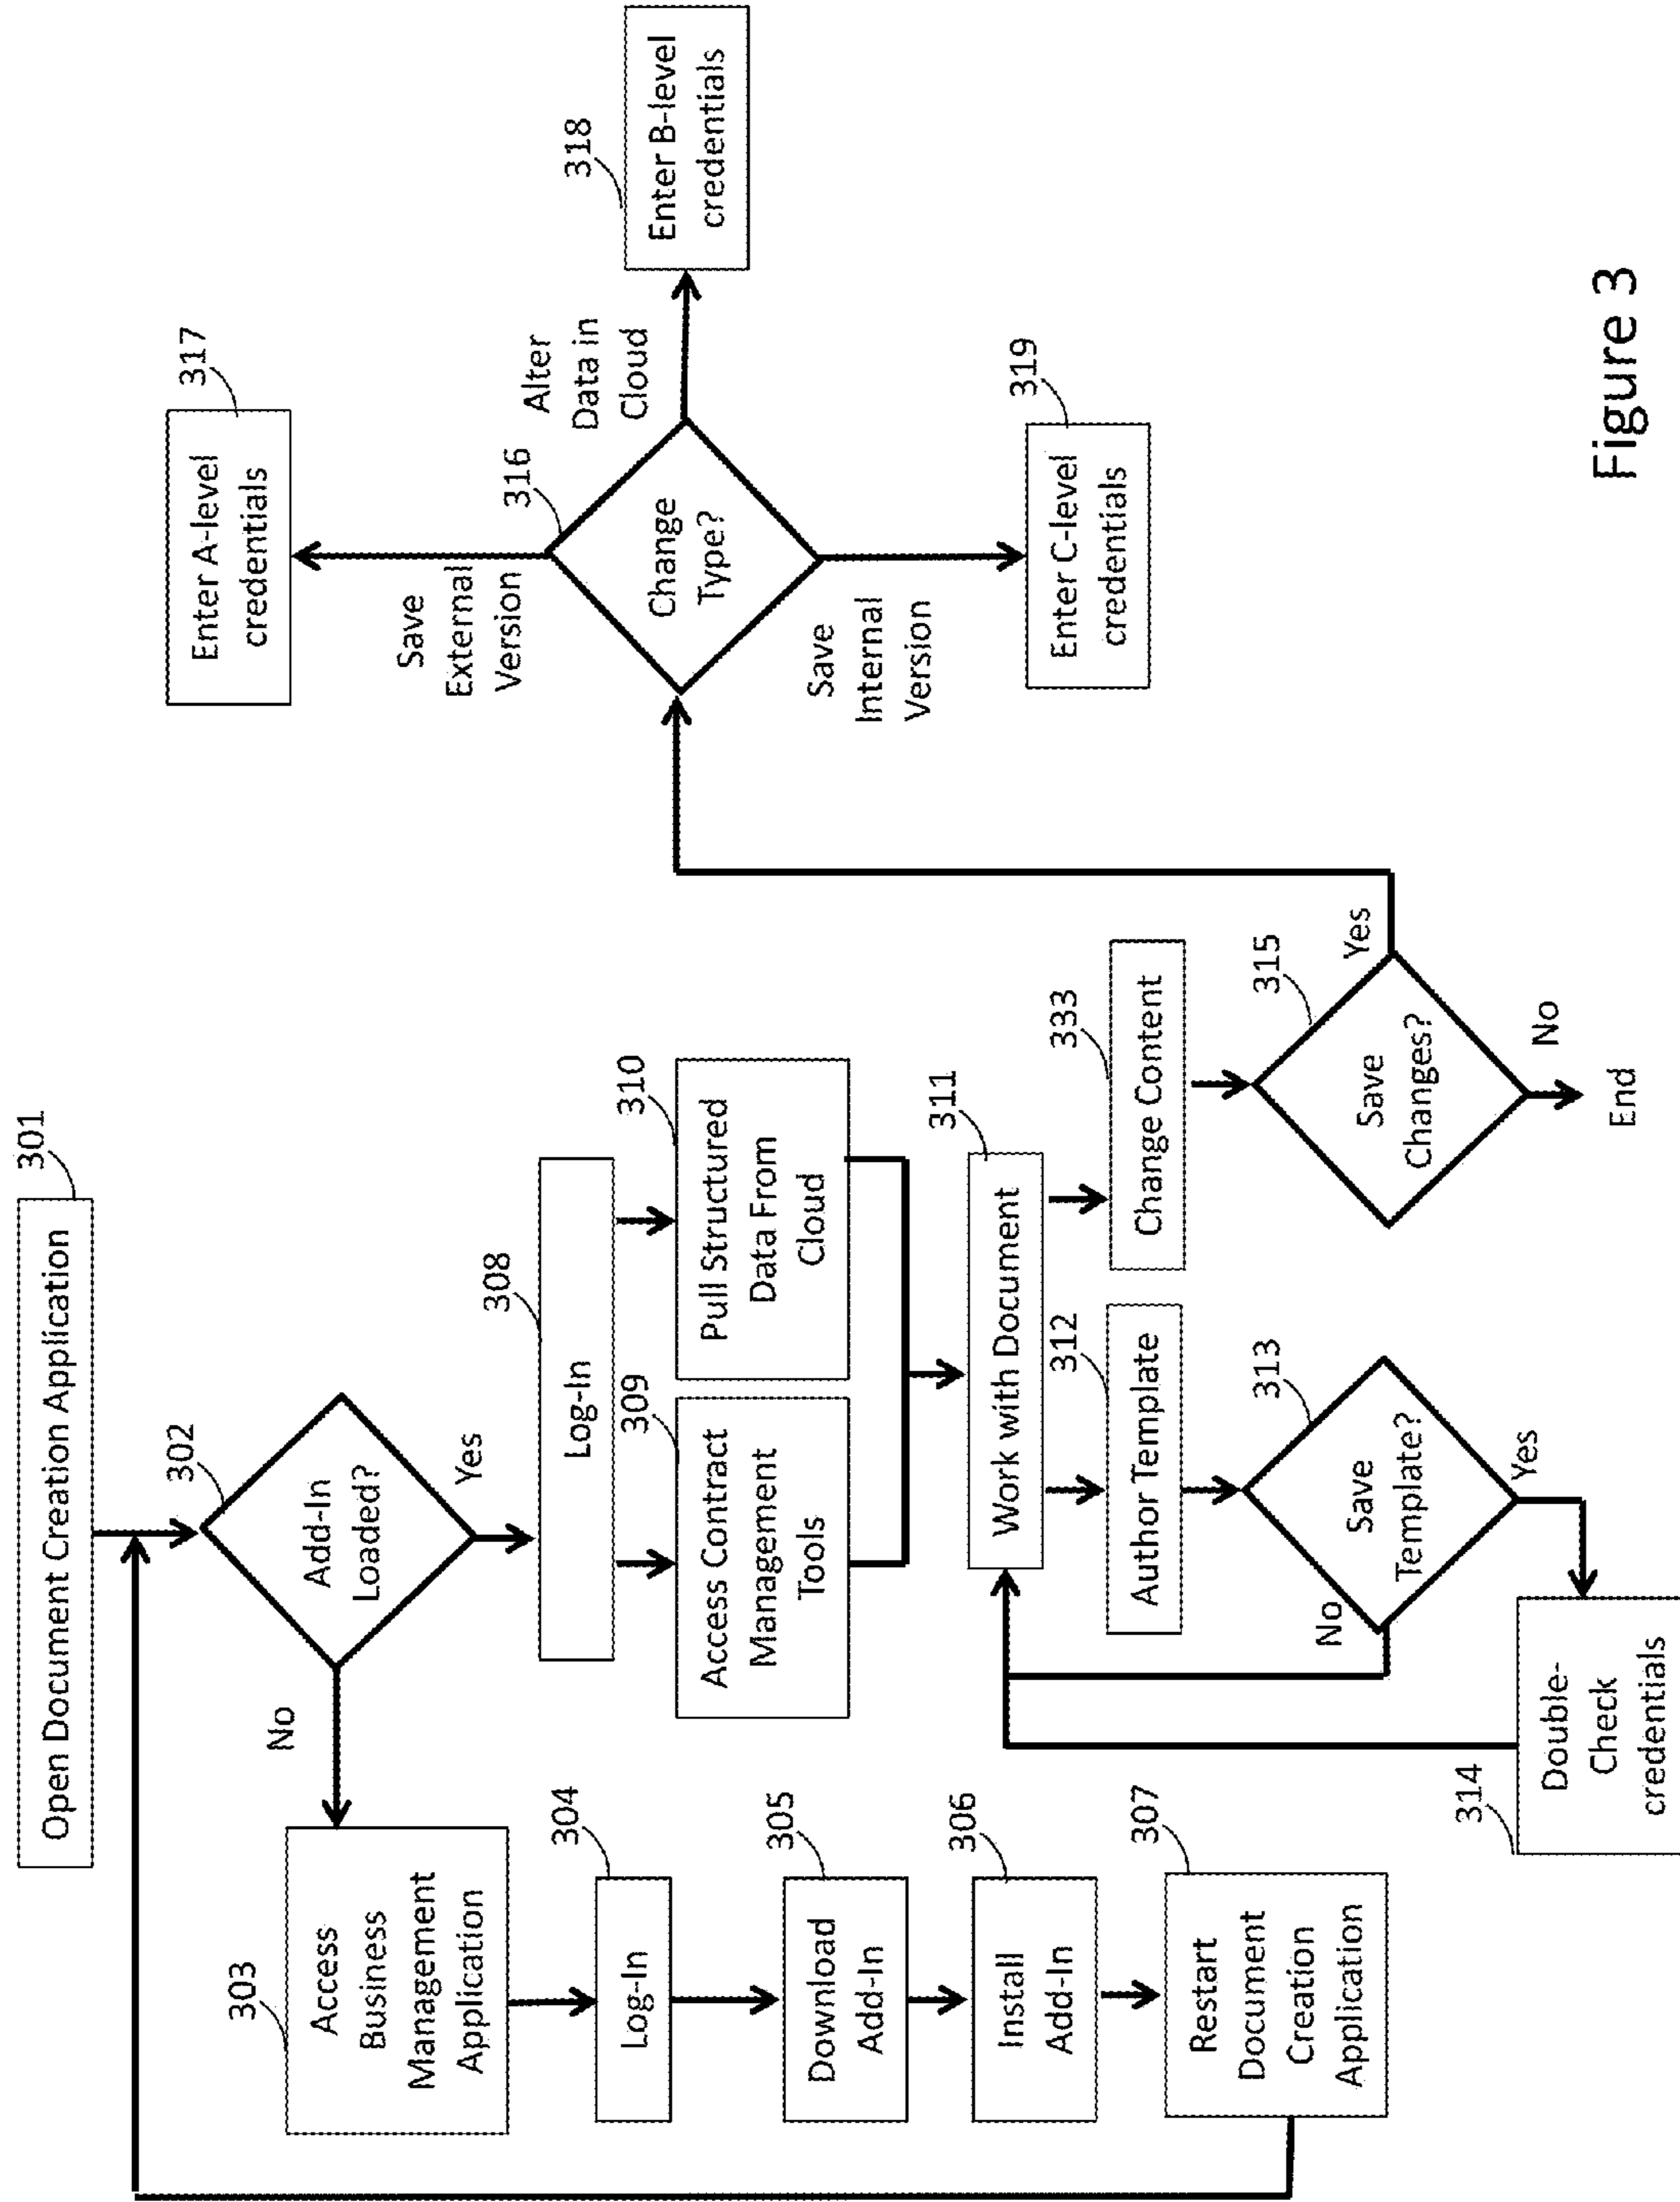 301
Open Document Creation Application
302
Add-In
Loaded?
No
Yes
303
Access
Business
Management
Application
304
Log-In
305
Download
Add-In
306
Install
Add-In
307
Restart
Document
Creation
Application
308
Log-In
309
Access Contract
Management
Tools
310
Pull Structured
Data From
Cloud
311
Work with Document
312
Author Template
313
Save
Template?
No
Yes
314
Double-
Check
credentials
333
Change Content
315
Save
Changes?
Yes
No
End
316
Change
Type?
Save
External
Version
317
Enter A-level
credentials
Alter
Data in
Cloud
318
Enter B-level
credentials
Save
Internal
Version
319
Enter C-level
credentials
Figure 3